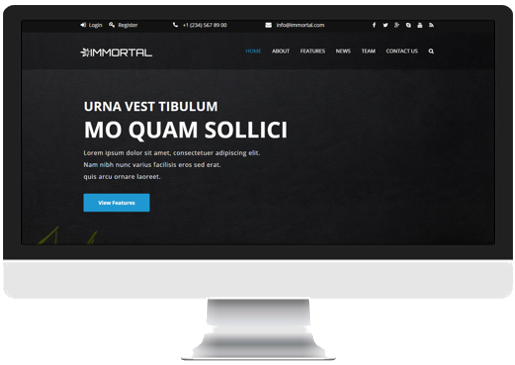 Login Register +1 (234) 567 89 00 info@immortal.com
IMMORTAL HOME ABOUT FEATURES NEWS TEAM CONTACT US
URNA VEST TIBULUM
MO QUAM SOLLICI
Lorem ipsum dolor sit amet, consectetuer adipiscing elit.
Nam nibh nunc varius facilisis eros sed erat.
quis arcu ornare laoreet.
View Features